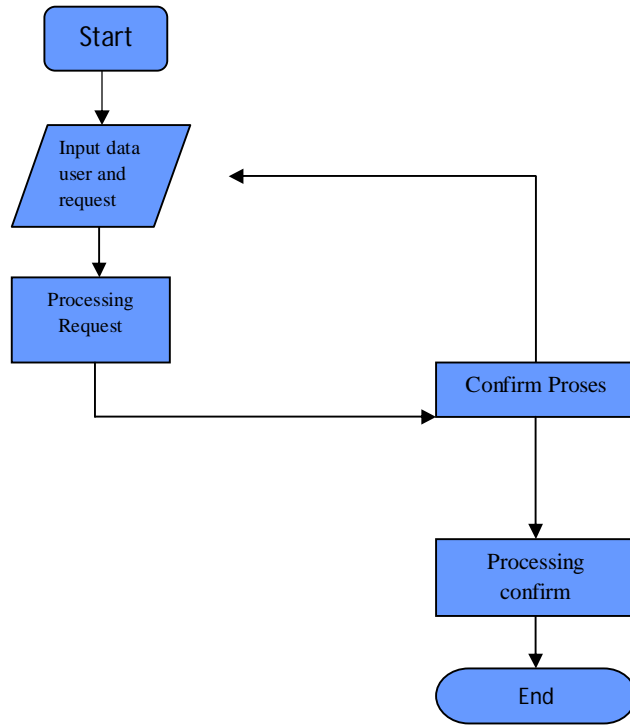 Start
Input data
user and
request
Processing
Request
Confirm Proses
Processing
confirm
End